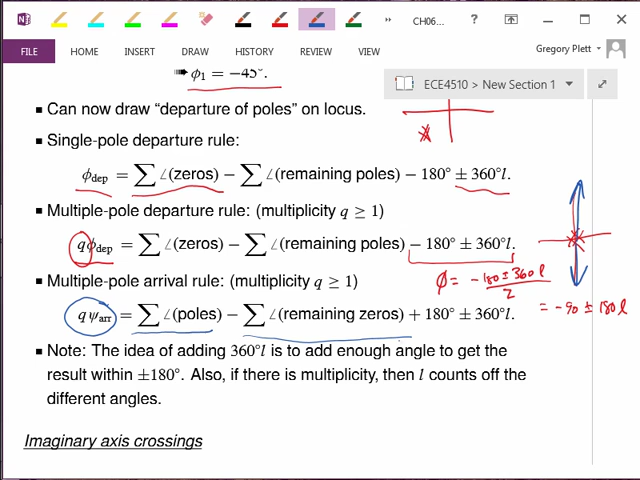 CH06...
Gregory Plett
FILE HOME INSERT DRAW HISTORY REVIEW VIEW
ECE4510 > New Section 1
➠ ϕ₁ = −45°.
▪ Can now draw “departure of poles” on locus.
▪ Single-pole departure rule:
ϕdep = ∑ ∠(zeros) − ∑ ∠(remaining poles) − 180° ± 360°l.
▪ Multiple-pole departure rule: (multiplicity q ≥ 1)
qϕdep = ∑ ∠(zeros) − ∑ ∠(remaining poles) − 180° ± 360°l.
▪ Multiple-pole arrival rule: (multiplicity q ≥ 1)
ϕ = −180 ± 360 l / 2
= −90 ± 180 l
qψarr = ∑ ∠(poles) − ∑ ∠(remaining zeros) + 180° ± 360°l.
▪ Note: The idea of adding 360°l is to add enough angle to get the
result within ±180°. Also, if there is multiplicity, then l counts off the
different angles.
Imaginary axis crossings